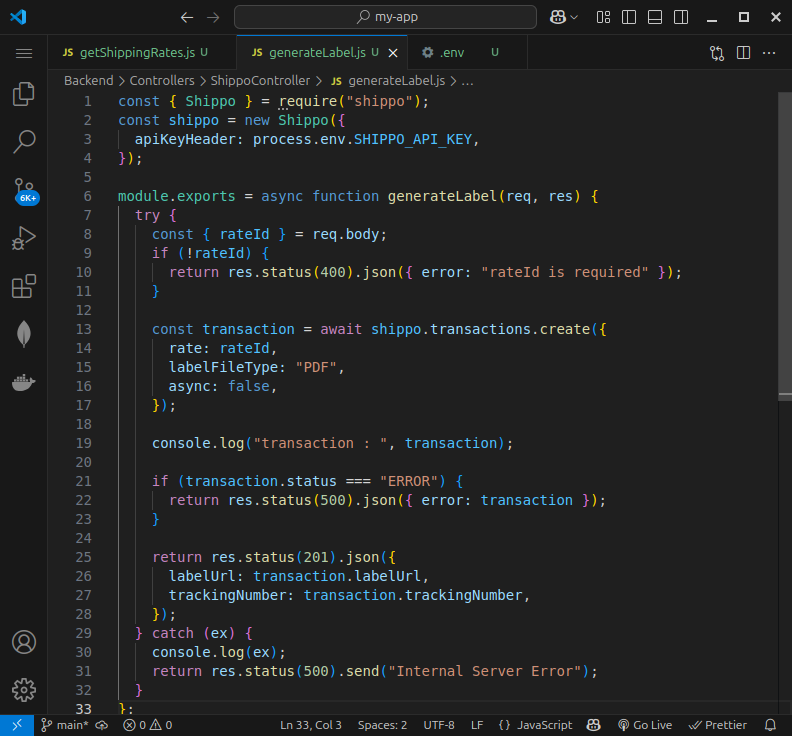 my-app
JS getShippingRates.js U
JS generateLabel.js U
.env U
Backend > Controllers > ShippoController > JS generateLabel.js > ...
1 const { Shippo } = require("shippo");
2 const shippo = new Shippo({
3   apiKeyHeader: process.env.SHIPPO_API_KEY,
4 });
5
6 module.exports = async function generateLabel(req, res) {
7   try {
8     const { rateId } = req.body;
9     if (!rateId) {
10       return res.status(400).json({ error: "rateId is required" });
11     }
12
13     const transaction = await shippo.transactions.create({
14       rate: rateId,
15       labelFileType: "PDF",
16       async: false,
17     });
18
19     console.log("transaction : ", transaction);
20
21     if (transaction.status === "ERROR") {
22       return res.status(500).json({ error: transaction });
23     }
24
25     return res.status(201).json({
26       labelUrl: transaction.labelUrl,
27       trackingNumber: transaction.trackingNumber,
28     });
29   } catch (ex) {
30     console.log(ex);
31     return res.status(500).send("Internal Server Error");
32   }
33 };
6K+
main* 0 0 Ln 33, Col 3 Spaces: 2 UTF-8 LF {} JavaScript Go Live Prettier